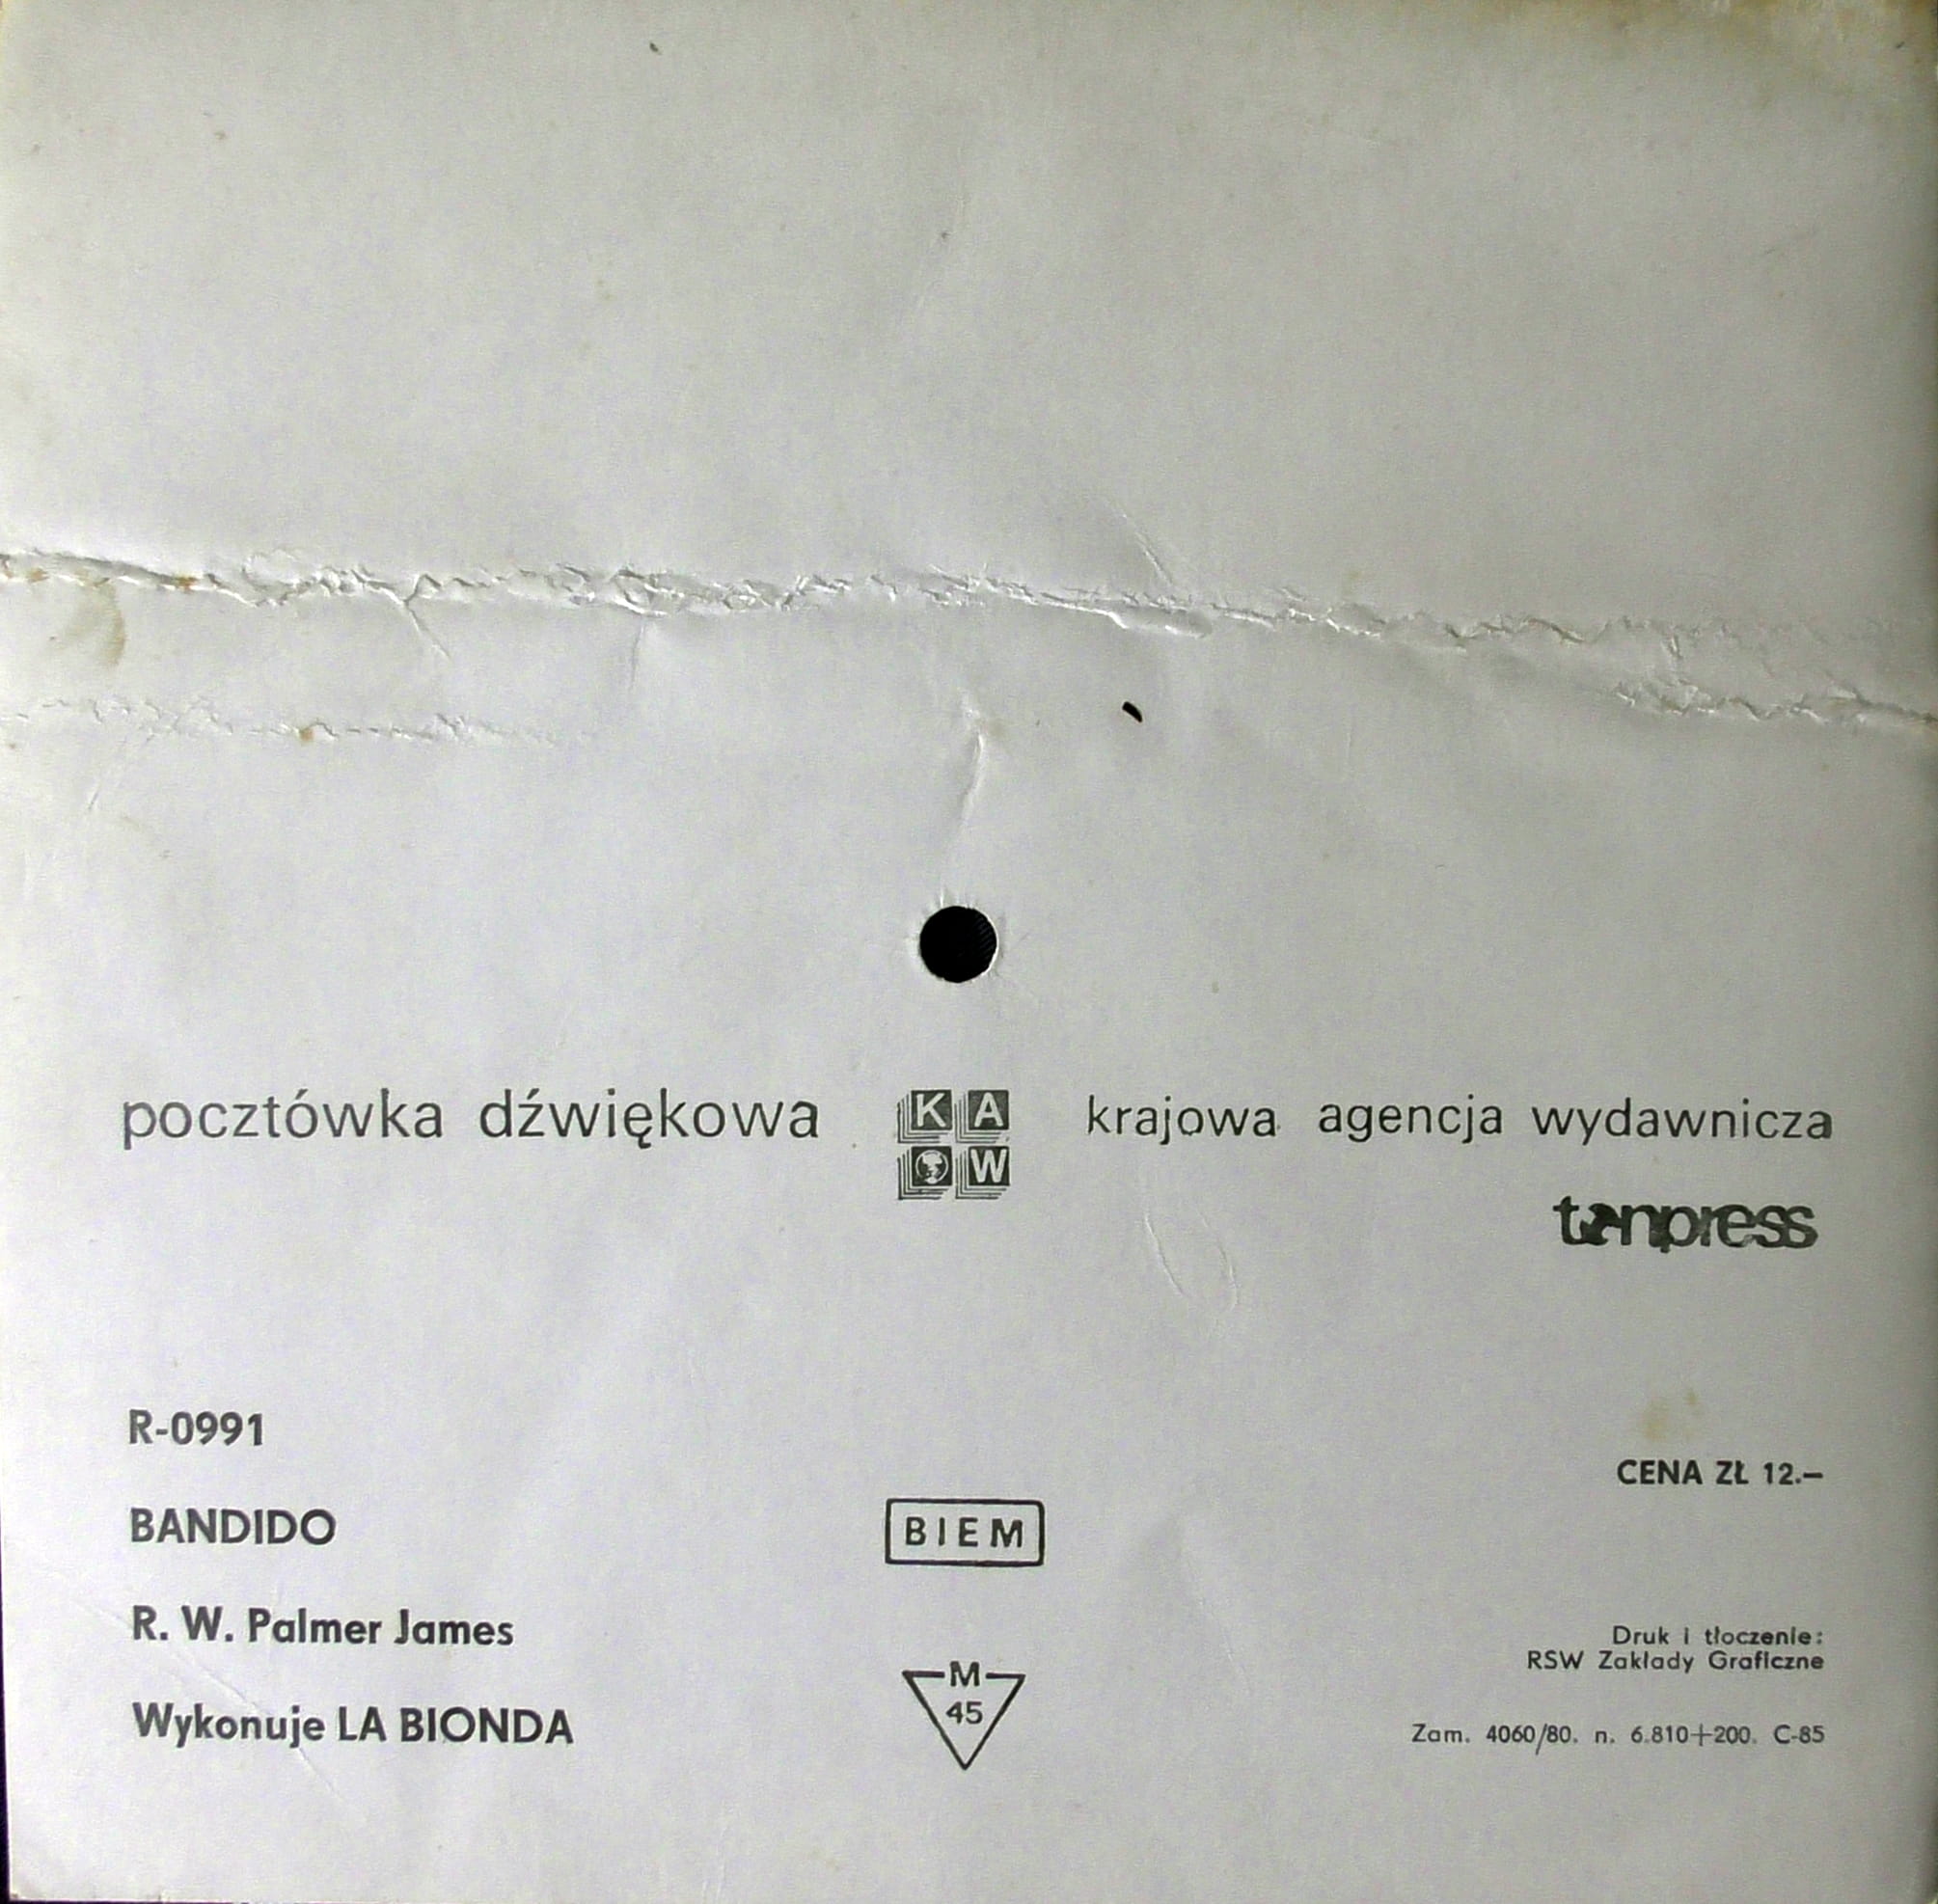 pocztówka dźwiękowa
KA
W
krajowa agencja wydawnicza
tonpress
R-0991
BANDIDO
R. W. Palmer James
Wykonuje LA BIONDA
BIEM
M
45
CENA ZŁ 12.–
Druk i tłoczenie:
RSW Zakłady Graficzne
Zam. 4060/80. n. 6.810+200. C-85